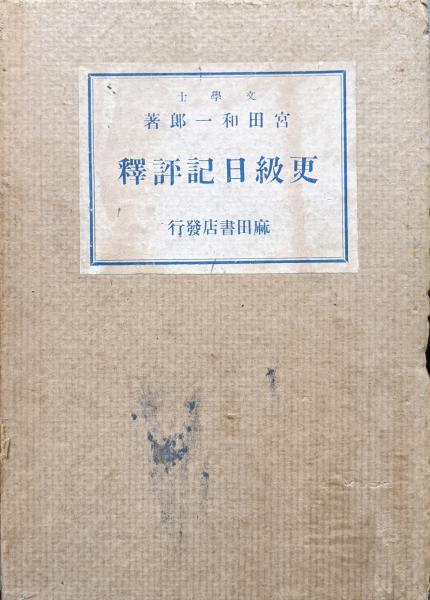 文學士
宮田和一郎著
更級日記評釋
麻田書店發行